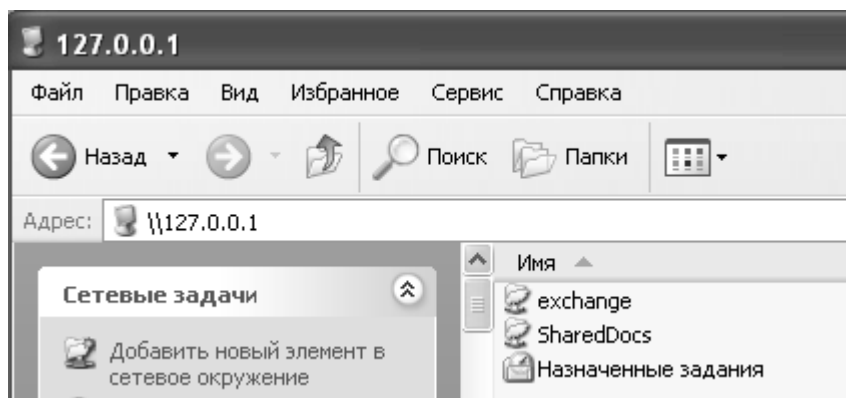 127.0.0.1
Файл Правка Вид Избранное Сервис Справка
Назад Поиск Папки
Адрес: \\127.0.0.1
Имя
Сетевые задачи
exchange
SharedDocs
Добавить новый элемент в
сетевое окружение
Назначенные задания